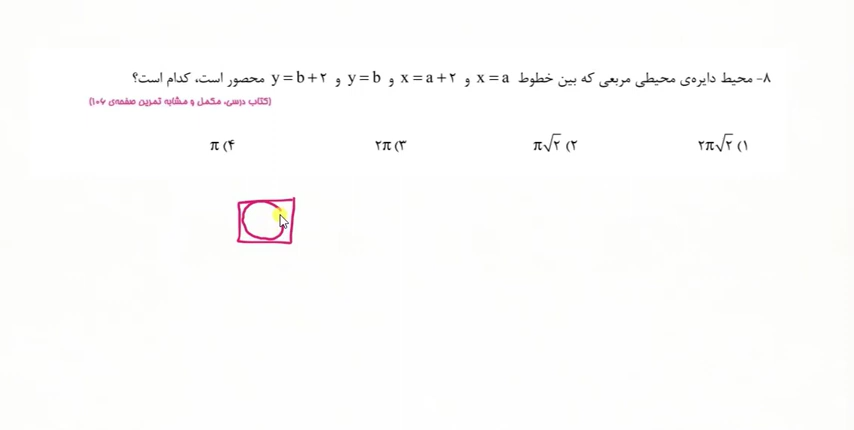 ۸- محیط دایره‌ی محیطی مربعی که بین خطوط x = a و x = a + ۲ و y = b و y = b + ۲ محصور است، کدام است؟
(کتاب درسی، مکمل و مشابه تمرین صفحه‌ی ۱۰۶)
۱) ۲π√۲ ۲) π√۲ ۳) ۲π ۴) π